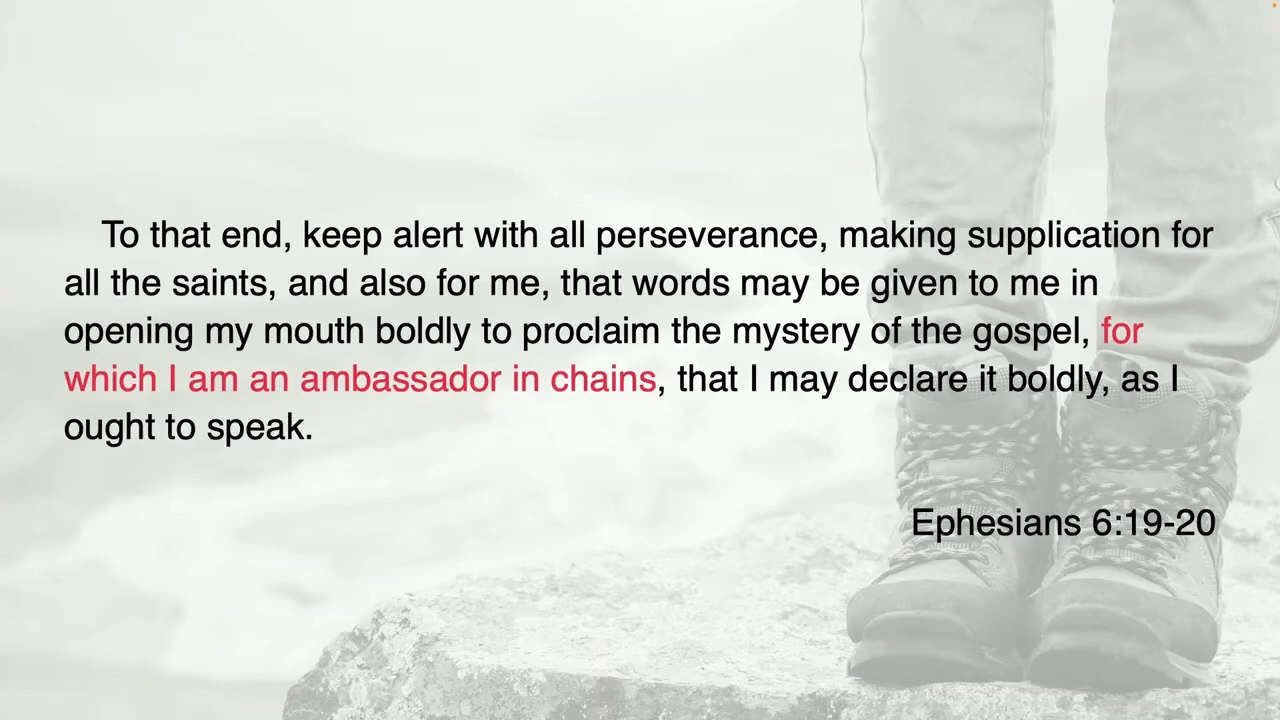 To that end, keep alert with all perseverance, making supplication for
all the saints, and also for me, that words may be given to me in
opening my mouth boldly to proclaim the mystery of the gospel, for
which I am an ambassador in chains, that I may declare it boldly, as I
ought to speak.
Ephesians 6:19-20